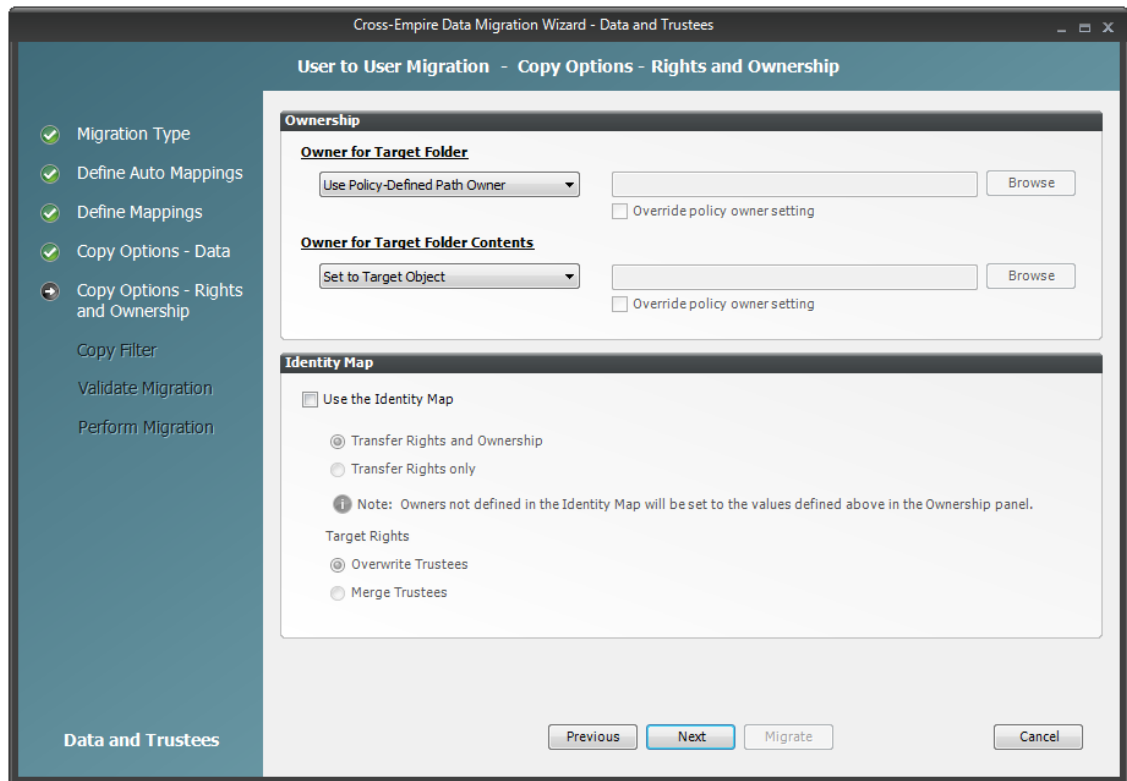 Cross-Empire Data Migration Wizard - Data and Trustees
User to User Migration - Copy Options - Rights and Ownership
Migration Type
Define Auto Mappings
Define Mappings
Copy Options - Data
Copy Options - Rights
and Ownership
Copy Filter
Validate Migration
Perform Migration
Data and Trustees
Ownership
Owner for Target Folder
Use Policy-Defined Path Owner
Browse
Override policy owner setting
Owner for Target Folder Contents
Set to Target Object
Browse
Override policy owner setting
Identity Map
Use the Identity Map
Transfer Rights and Ownership
Transfer Rights only
Note: Owners not defined in the Identity Map will be set to the values defined above in the Ownership panel.
Target Rights
Overwrite Trustees
Merge Trustees
Previous
Next
Migrate
Cancel